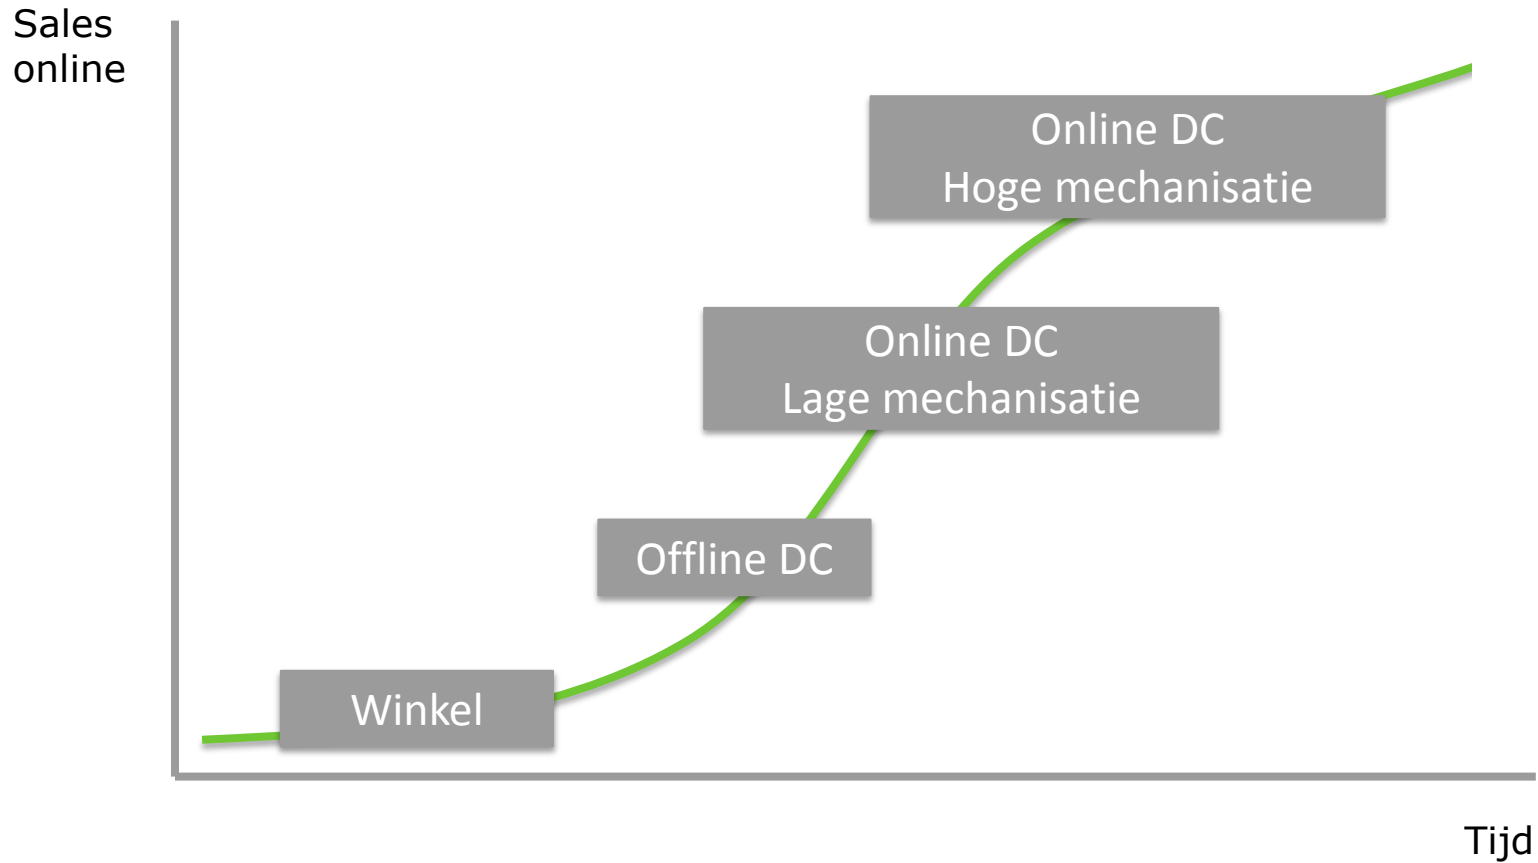 Sales
online
Online DC
Hoge mechanisatie
Online DC
Lage mechanisatie
Offline DC
Winkel
Tijd